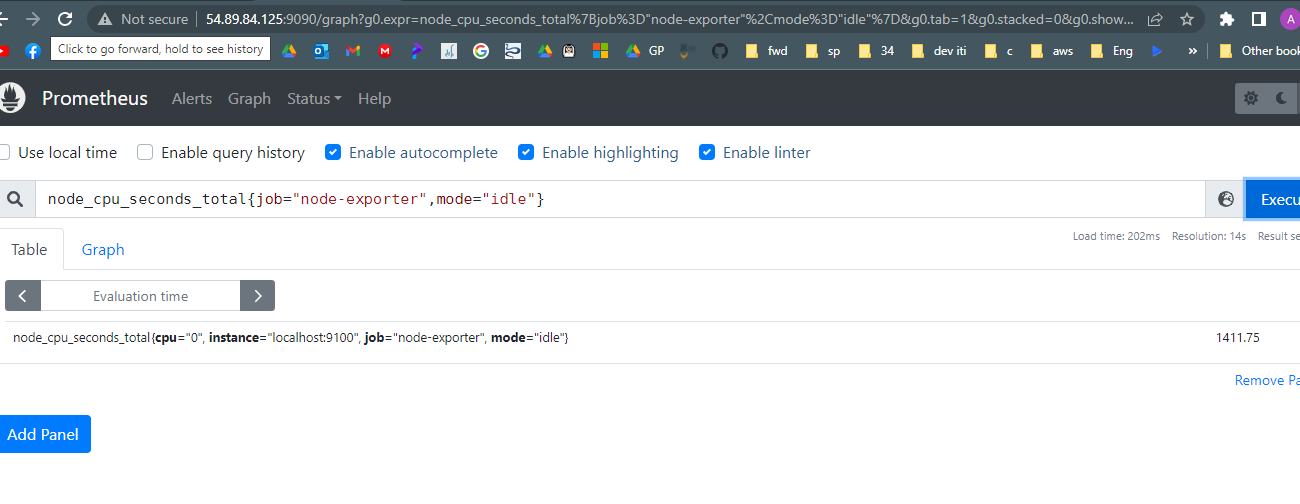 Not secure 54.89.84.125:9090/graph?g0.expr=node_cpu_seconds_total%7Bjob%3D"node-exporter"%2Cmode%3D"idle"%7D&g0.tab=1&g0.stacked=0&g0.show... A
Click to go forward, hold to see history
GP fwd sp 34 dev iti c aws Eng » Other book
Prometheus Alerts Graph Status Help
Use local time Enable query history Enable autocomplete Enable highlighting Enable linter
node_cpu_seconds_total{job="node-exporter",mode="idle"} Execu
Load time: 202ms Resolution: 14s Result se
Table Graph
Evaluation time
node_cpu_seconds_total{cpu="0", instance="localhost:9100", job="node-exporter", mode="idle"} 1411.75
Remove Pa
Add Panel